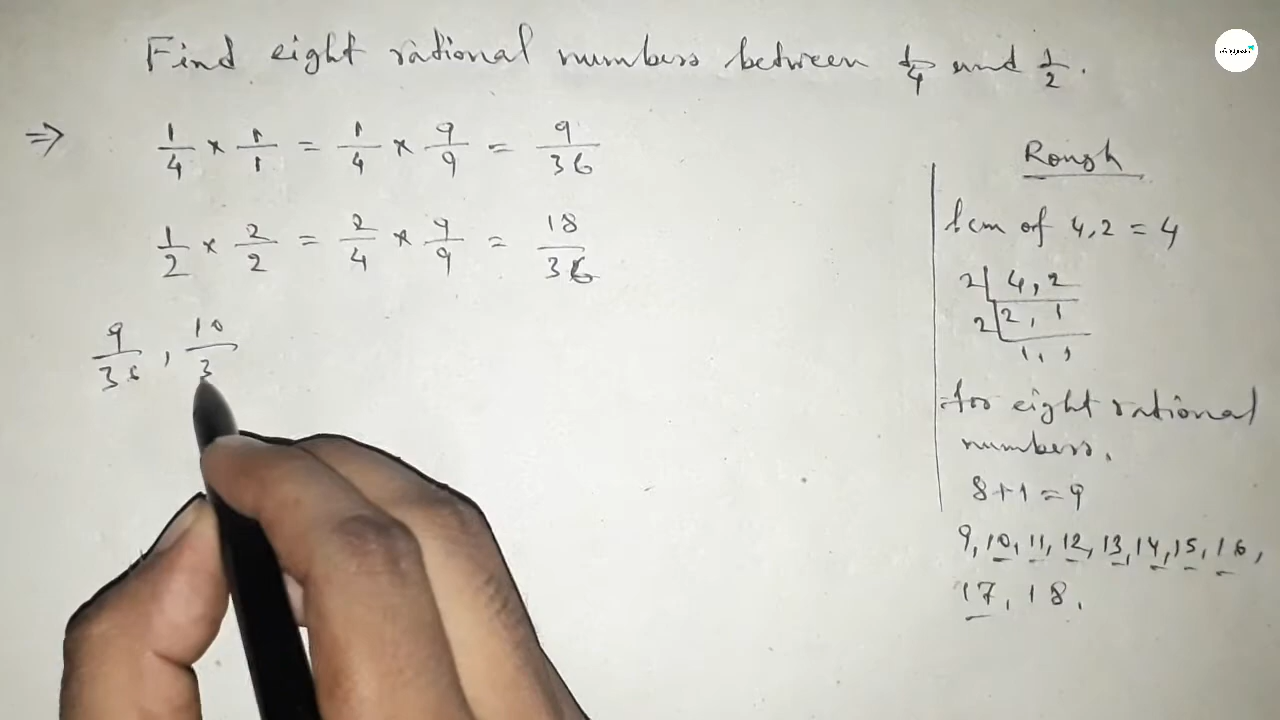 Find eight rational numbers between 1/4 and 1/2.
⇒ 1/4 × 1/1 = 1/4 × 9/9 = 9/36
1/2 × 2/2 = 2/4 × 9/9 = 18/36
9/36, 10/3
Rough
lcm of 4,2 = 4
2 | 4, 2
2 | 2, 1
1, 1
for eight rational
numbers.
8+1 = 9
9, 10, 11, 12, 13, 14, 15, 16,
17, 18.